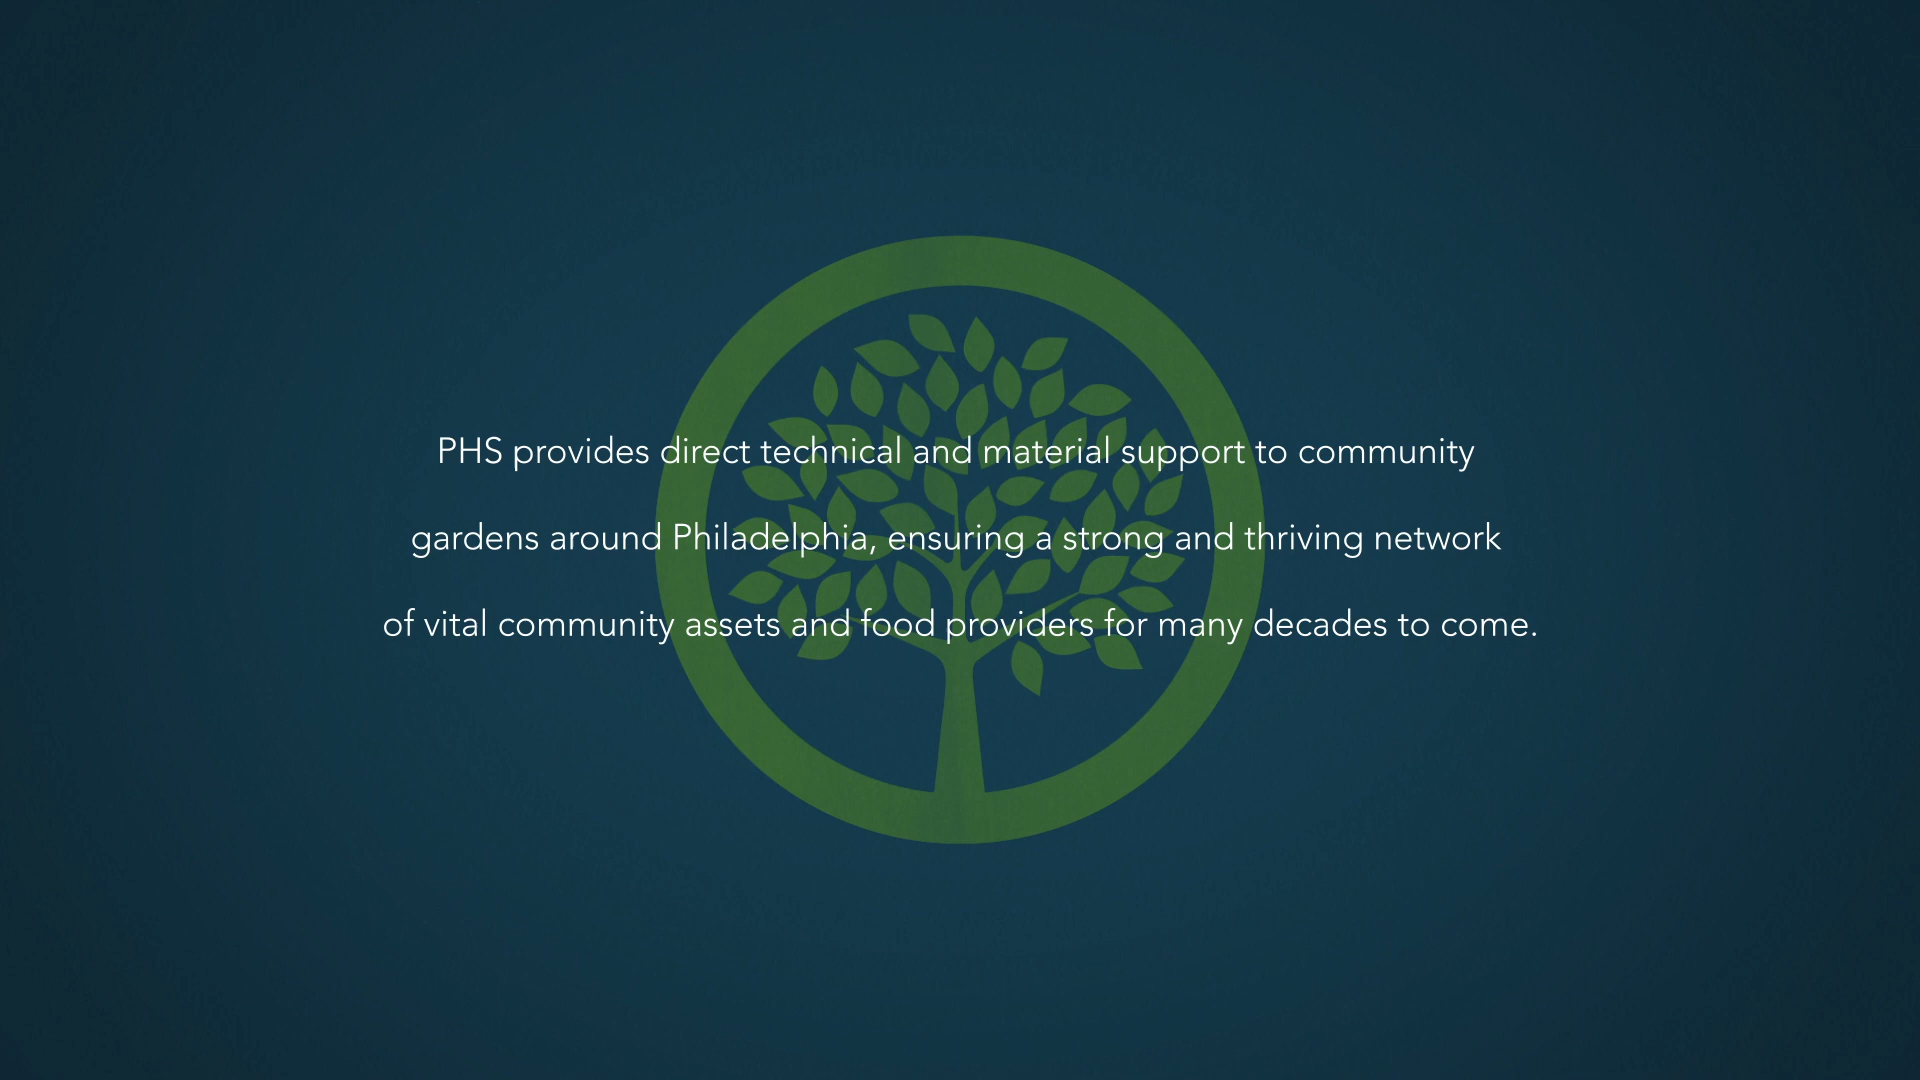 PHS provides direct technical and material support to community
gardens around Philadelphia, ensuring a strong and thriving network
of vital community assets and food providers for many decades to come.